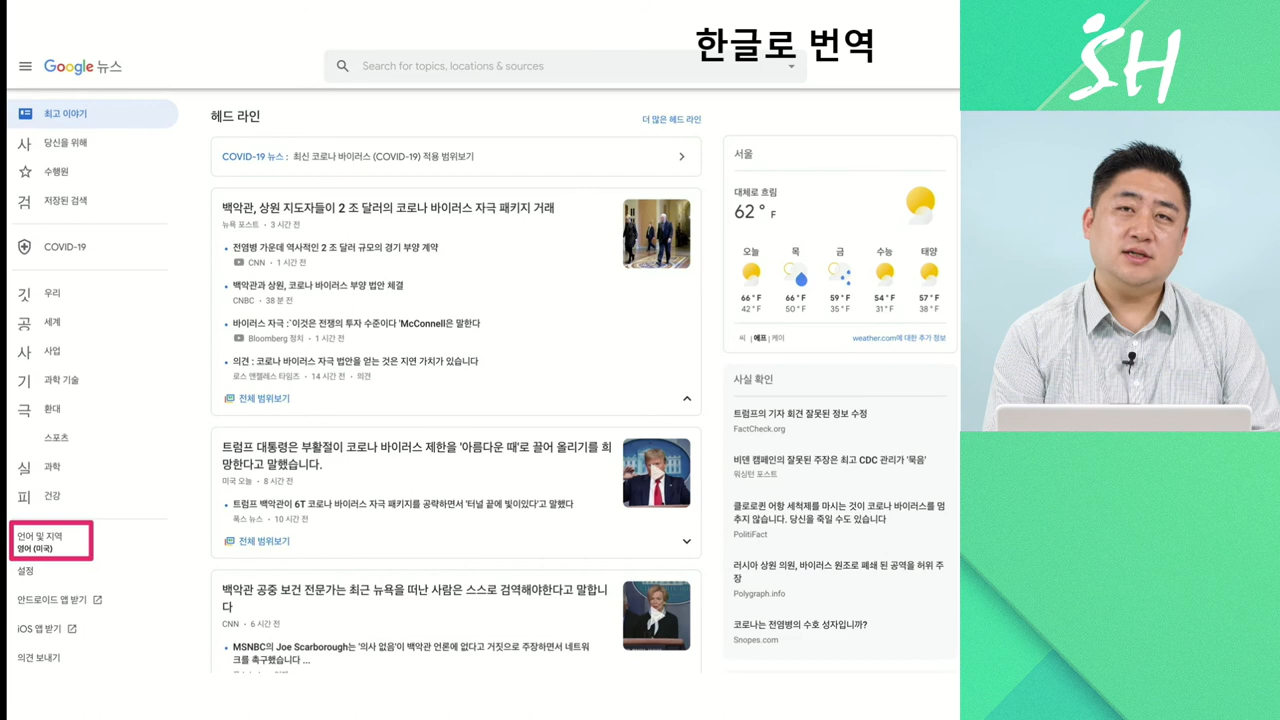 한글로 번역
SH
Google 뉴스
Search for topics, locations & sources
최고 이야기
사 당신을 위해
수행원
검 저장된 검색
COVID-19
깃 우리
공 세계
사 사업
기 과학 기술
극 환대
스포츠
실 과학
피 건강
언어 및 지역
영어 (미국)
설정
안드로이드 앱 받기
iOS 앱 받기
의견 보내기
헤드 라인
더 많은 헤드 라인
COVID-19 뉴스 : 최신 코로나 바이러스 (COVID-19) 적용 범위보기
백악관, 상원 지도자들이 2 조 달러의 코로나 바이러스 자극 패키지 거래
뉴욕 포스트 • 3 시간 전
• 전염병 가운데 역사적인 2 조 달러 규모의 경기 부양 계약
CNN • 1 시간 전
• 백악관과 상원, 코로나 바이러스 부양 법안 체결
CNBC • 38 분 전
• 바이러스 자극 :`이것은 전쟁의 투자 수준이다 'McConnell은 말한다
Bloomberg 정치 • 1 시간 전
• 의견 : 코로나 바이러스 자극 법안을 얻는 것은 지연 가치가 있습니다
로스 앤젤레스 타임즈 • 14 시간 전 • 의견
전체 범위보기
트럼프 대통령은 부활절이 코로나 바이러스 제한을 '아름다운 때'로 끌어 올리기를 희
망한다고 말했습니다.
미국 오늘 • 8 시간 전
• 트럼프 백악관이 6T 코로나 바이러스 자극 패키지를 공략하면서 '터널 끝에 빛이있다'고 말했다
폭스 뉴스 • 10 시간 전
전체 범위보기
백악관 공중 보건 전문가는 최근 뉴욕을 떠난 사람은 스스로 검역해야한다고 말합니
다
CNN • 6 시간 전
• MSNBC의 Joe Scarborough는 '의사 없음'이 백악관 언론에 없다고 거짓으로 주장하면서 네트워
크를 촉구했습니다 ...
서울
대체로 흐림
62 ° F
오늘 목 금 수능 태양
66 ° F 66 ° F 59 ° F 54 ° F 57 ° F
42 ° F 50 ° F 35 ° F 31 ° F 38 ° F
씨 | 에프 | 케이
weather.com에 대한 추가 정보
사실 확인
트럼프의 기자 회견 잘못된 정보 수정
FactCheck.org
비덴 캠페인의 잘못된 주장은 최고 CDC 관리가 '묵음'
워싱턴 포스트
클로로퀸 어항 세척제를 마시는 것이 코로나 바이러스를 멈
추지 않습니다. 당신을 죽일 수도 있습니다
PolitiFact
러시아 상원 의원, 바이러스 원조로 폐쇄 된 공역을 허위 주
장
Polygraph.info
코로나는 전염병의 수호 성자입니까?
Snopes.com